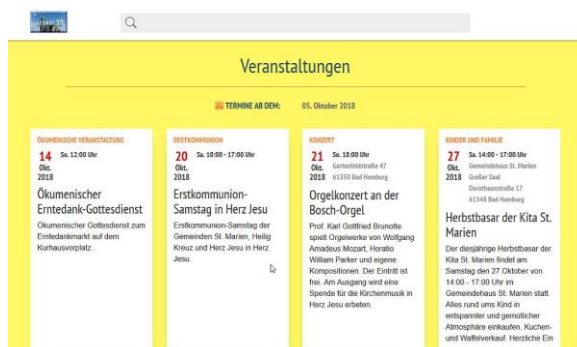 Veranstaltungen
TERMINE AB DEM: 05. Oktober 2018
ÖKUMENISCHE VERANSTALTUNG
14 So. 12:00 Uhr
Okt.
2018
Ökumenischer
Erntedank-Gottesdienst
Ökumenischer Gottesdienst zum
Erntedankmarkt auf dem
Kurhausvorplatz .
ERSTKOMMUNION
20 Sa. 10:00 - 17:00 Uhr
Okt.
2018
Erstkommunion-
Samstag in Herz Jesu
Erstkommunion-Samstag der
Gemeinden St. Marien, Heilig
Kreuz und Herz Jesu in Herz
Jesu.
KONZERT
21 So. 18:00 Uhr
Okt. Gartenfeldstraße 47
2018 61350 Bad Homburg
Orgelkonzert an der
Bosch-Orgel
Prof. Karl Gottfried Brunotte
spielt Orgelwerke von Wolfgang
Amadeus Mozart, Horatio
William Parker und eigene
Kompositionen. Der Eintritt ist
frei. Am Ausgang wird eine
Spende für die Kirchenmusik in
Herz Jesu erbeten.
KINDER UND FAMILIE
27 Sa. 14:00 - 17:00 Uhr
Okt. Gemeindehaus St. Marien
2018 Großer Saal
Dorotheenstraße 17
61348 Bad Homburg
Herbstbasar der Kita St.
Marien
Der diesjährige Herbstbasar der
Kita St. Marien findet am
Samstag den 27.Oktober von
14:00 - 17:00 Uhr im
Gemeindehaus St. Marien statt.
Alles rund ums Kind in
entspannter und gemütlicher
Atmosphäre einkaufen. Kuchen-
und Waffelverkauf. Herzliche Ein